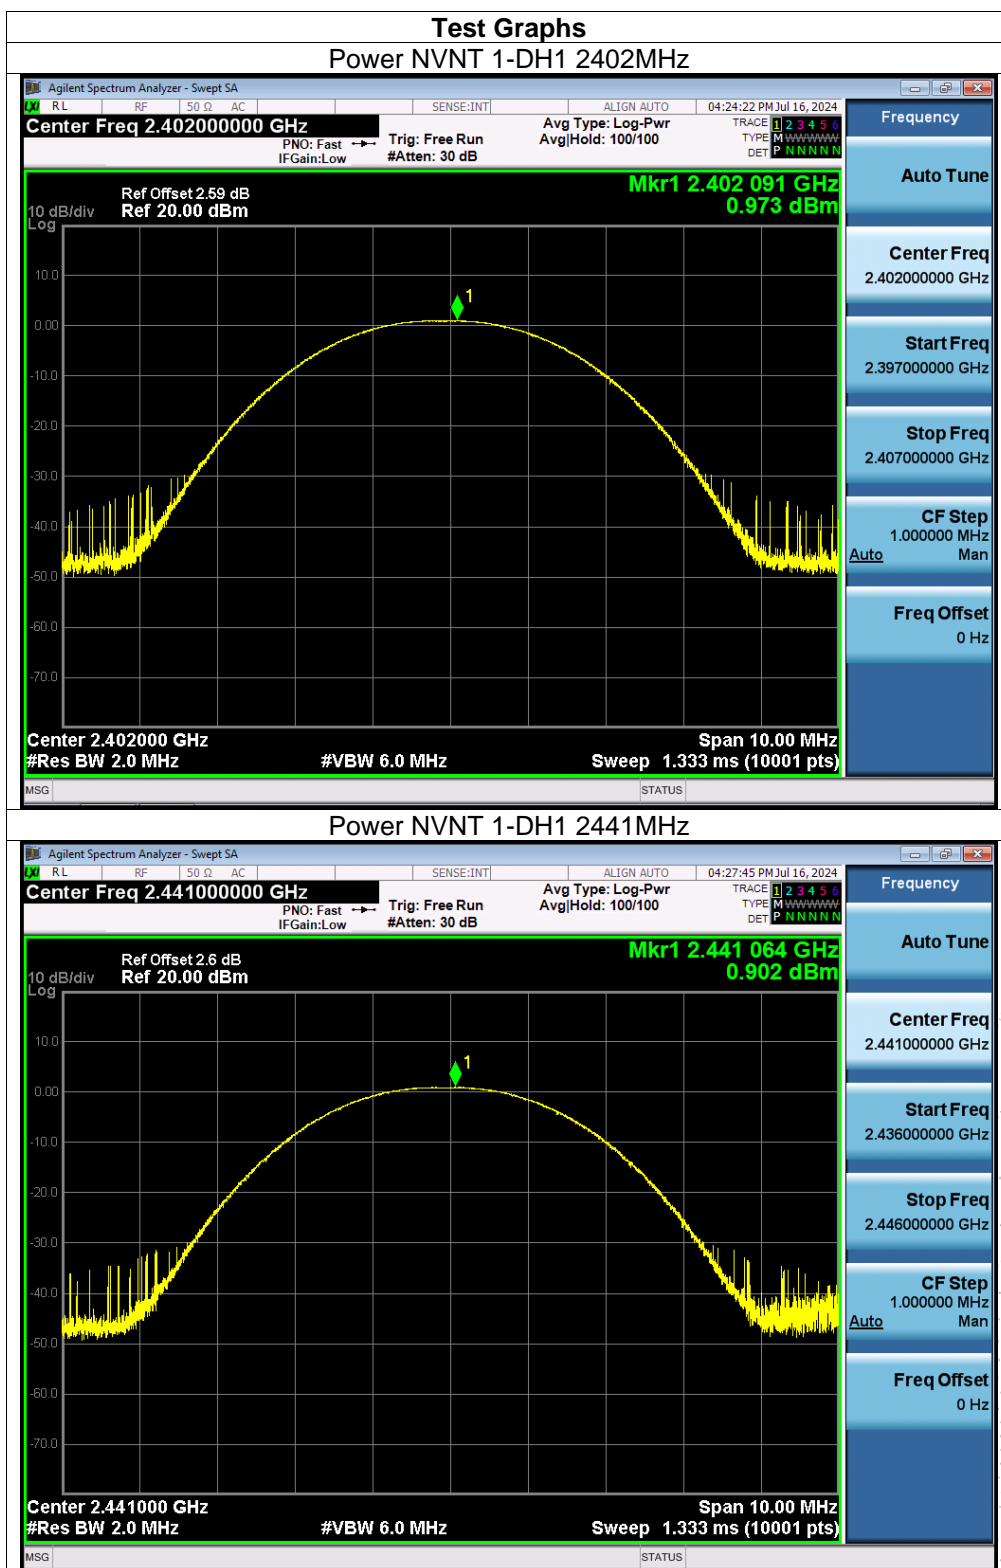 Test Graphs
Power NVNT 1-DH1 2402MHz
Agilent Spectrum Analyzer - Swept SA
LXI RL RF 50 Ω AC SENSE:INT ALIGN AUTO 04:24:22 PM Jul 16, 2024
Center Freq 2.402000000 GHz
PNO: Fast
IFGain:Low
Trig: Free Run
#Atten: 30 dB
Avg Type: Log-Pwr
Avg|Hold: 100/100
TRACE 1 2 3 4 5 6
TYPE M WWWWW
DET P N N N N N
Frequency
Auto Tune
Center Freq
2.402000000 GHz
Start Freq
2.397000000 GHz
Stop Freq
2.407000000 GHz
CF Step
1.000000 MHz
Auto Man
Freq Offset
0 Hz
Mkr1 2.402 091 GHz
0.973 dBm
Ref Offset 2.59 dB
10 dB/div Ref 20.00 dBm
Log
10.0
1
0.00
-10.0
-20.0
-30.0
-40.0
-50.0
-60.0
-70.0
Center 2.402000 GHz Span 10.00 MHz
#Res BW 2.0 MHz #VBW 6.0 MHz Sweep 1.333 ms (10001 pts)
MSG STATUS
Power NVNT 1-DH1 2441MHz
Agilent Spectrum Analyzer - Swept SA
LXI RL RF 50 Ω AC SENSE:INT ALIGN AUTO 04:27:45 PM Jul 16, 2024
Center Freq 2.441000000 GHz
PNO: Fast
IFGain:Low
Trig: Free Run
#Atten: 30 dB
Avg Type: Log-Pwr
Avg|Hold: 100/100
TRACE 1 2 3 4 5 6
TYPE M WWWWW
DET P N N N N N
Frequency
Auto Tune
Center Freq
2.441000000 GHz
Start Freq
2.436000000 GHz
Stop Freq
2.446000000 GHz
CF Step
1.000000 MHz
Auto Man
Freq Offset
0 Hz
Mkr1 2.441 064 GHz
0.902 dBm
Ref Offset 2.6 dB
10 dB/div Ref 20.00 dBm
Log
10.0
1
0.00
-10.0
-20.0
-30.0
-40.0
-50.0
-60.0
-70.0
Center 2.441000 GHz Span 10.00 MHz
#Res BW 2.0 MHz #VBW 6.0 MHz Sweep 1.333 ms (10001 pts)
MSG STATUS